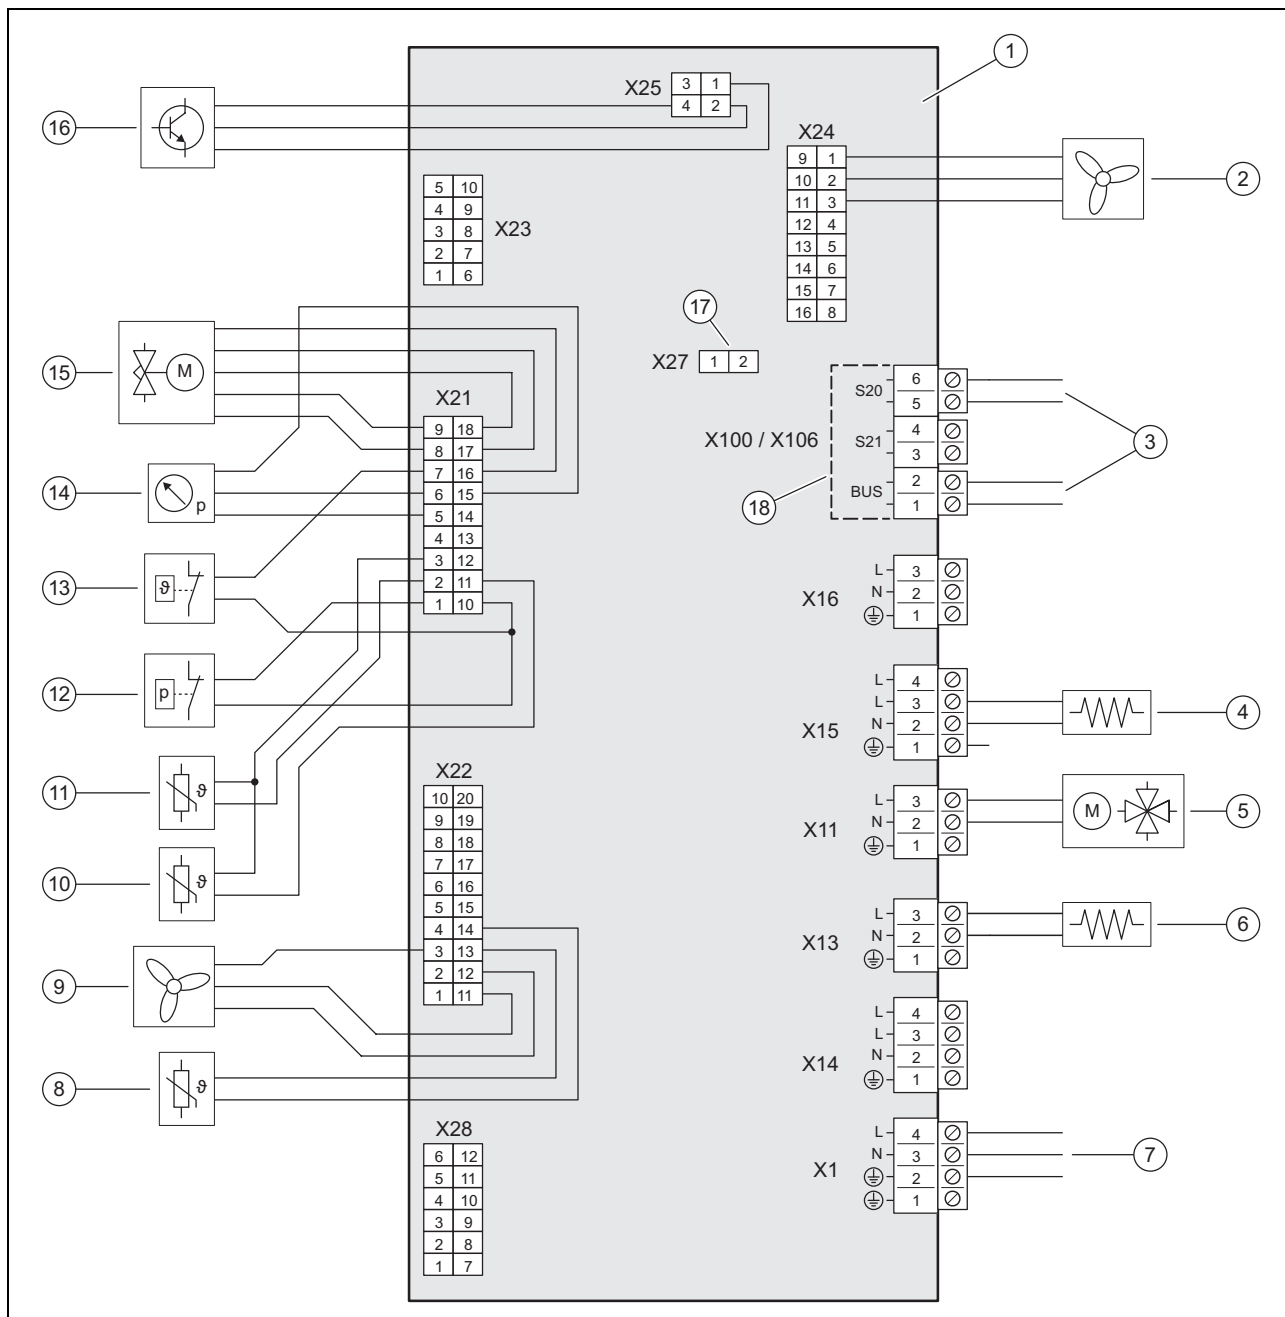 1
X25
3 1
4 2
16
X24
9 1
10 2
11 3
12 4
13 5
14 6
15 7
16 8
2
5 10
4 9
3 8
2 7
1 6
X23
17
X27
1 2
15
M
X21
9 18
8 17
7 16
6 15
5 14
4 13
3 12
2 11
1 10
X100 / X106
S20
6
5
S21
4
3
BUS
2
1
3
18
14
p
13
ϑ
X16
L 3
N 2
1
12
p
X15
L 4
L 3
N 2
1
4
11
ϑ
X22
10 20
9 19
8 18
7 17
6 16
5 15
4 14
3 13
2 12
1 11
X11
L 3
N 2
1
M
5
10
ϑ
X13
L 3
N 2
1
6
9
X14
L 4
L 3
N 2
1
8
ϑ
X28
6 12
5 11
4 10
3 9
2 8
1 7
X1
L 4
N 3
2
1
7